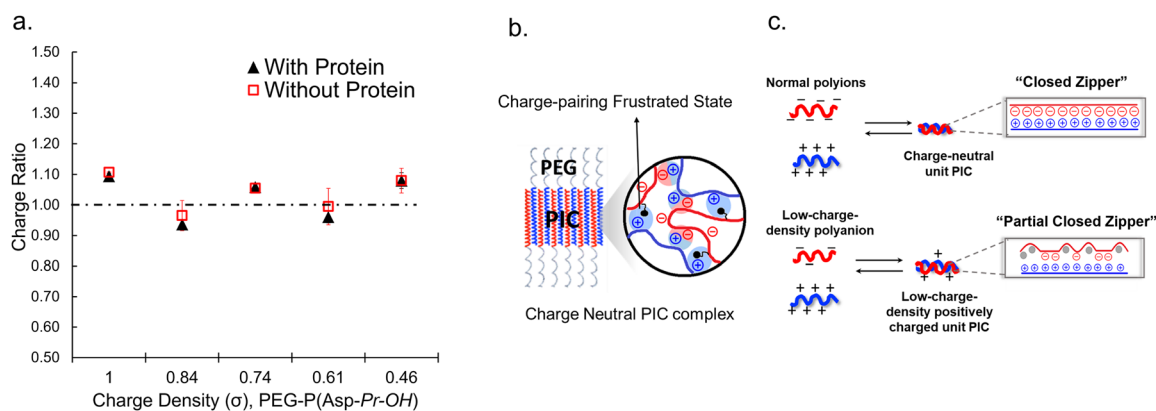 a.
1.50
1.40
1.30
1.20
1.10
1.00
0.90
0.80
0.70
0.60
0.50
Charge Ratio
With Protein
Without Protein
1 0.84 0.74 0.61 0.46
Charge Density (σ), PEG-P(Asp-Pr-OH)
b.
Charge-pairing Frustrated State
PEG
PIC
Charge Neutral PIC complex
c.
Normal polyions
Charge-neutral
unit PIC
“Closed Zipper”
Low-charge-
density polyanion
Low-charge-
density positively
charged unit PIC
“Partial Closed Zipper”